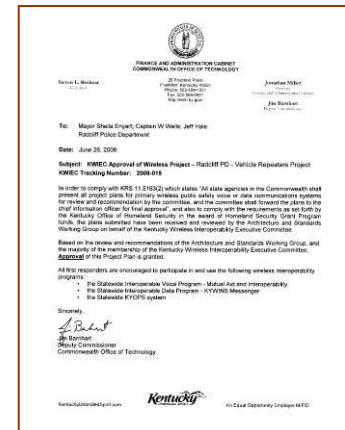 FINANCE AND ADMINISTRATION CABINET
COMMONWEALTH OFFICE OF TECHNOLOGY
Steven L. Beshear
Governor
Jonathan Miller
Secretary
Jim Barnhart
Deputy Commissioner
To: Mayor Sheila Enyart; Captain W Wells; Jeff Hale
Radcliff Police Department
Date: June 26, 2008
Subject: KWIEC Approval of Wireless Project – Radcliff PD - Vehicle Repeaters Project
KWIEC Tracking Number: 2008-018
In order to comply with KRS 11.5163(2) which states "All state agencies in the Commonwealth shall
present all project plans for primary wireless public safety voice or data communications systems
for review and recommendation by the committee, and the committee shall forward the plans to the
chief information officer for final approval", and also to comply with the requirements as set forth by
the Kentucky Office of Homeland Security in the award of Homeland Security Grant Program
funds, the plans submitted have been received and reviewed by the Architecture and Standards
Working Group on behalf of the Kentucky Wireless Interoperability Executive Committee.
Based on the review and recommendations of the Architecture and Standards Working Group, and
the majority of the membership of the Kentucky Wireless Interoperability Executive Committee,
Approval of this Project Plan is granted.
All first responders are encouraged to participate in and use the following wireless interoperability
programs:
• the Statewide Interoperable Voice Program - Mutual Aid and Interoperability
• the Statewide Interoperable Data Program - KYWINS Messenger
• the Statewide KYOPS system
Sincerely,
Jim Barnhart
Deputy Commissioner
Commonwealth Office of Technology
KentuckyUnbridledSpirit.com
Kentucky
An Equal Opportunity Employer M/F/D